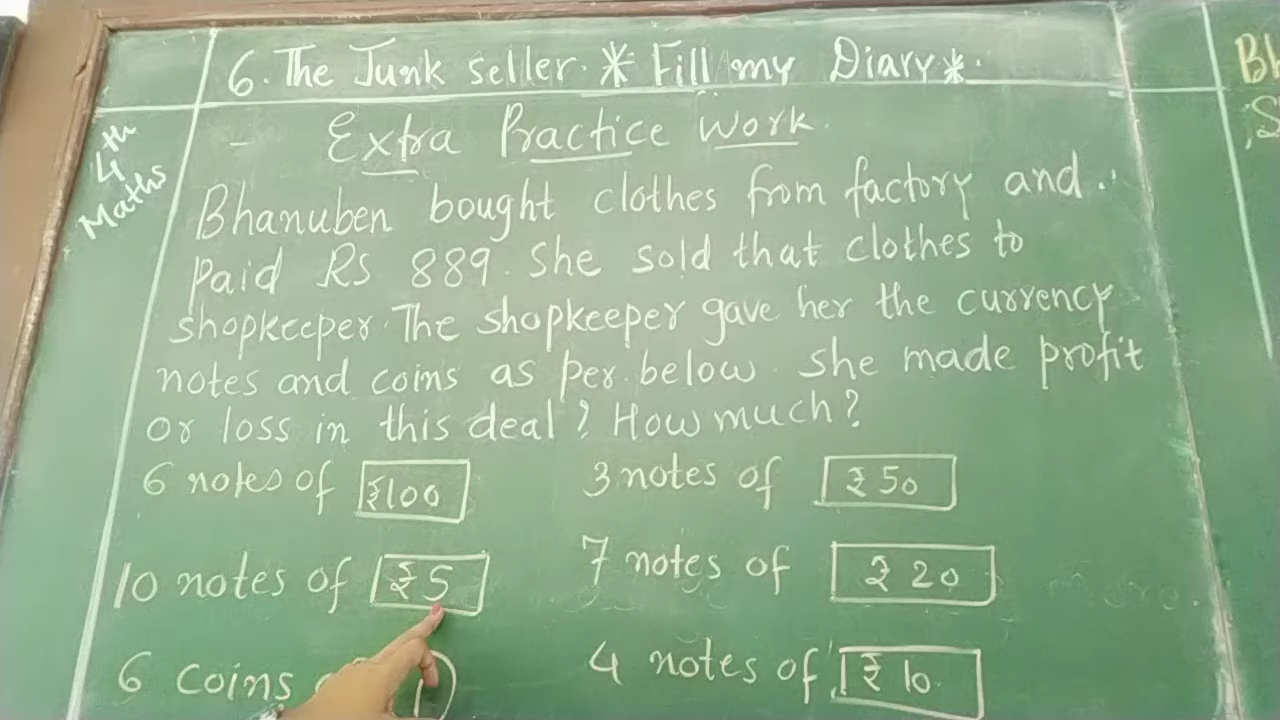 6. The Junk seller. * Fill my Diary *.
4th
Maths
- Extra Practice Work.
Bhanuben bought clothes from factory and
paid Rs 889. She sold that clothes to
shopkeeper. The shopkeeper gave her the currency
notes and coins as per below. She made profit
or loss in this deal? How much?
6 notes of ₹100 3 notes of ₹50
10 notes of ₹5 7 notes of ₹20
6 coins 4 notes of ₹10